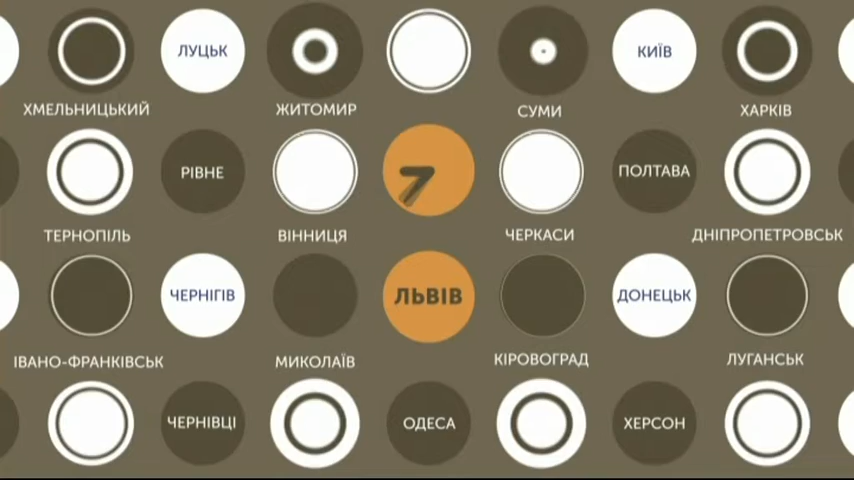 ЛУЦЬК
КИЇВ
ХМЕЛЬНИЦЬКИЙ
ЖИТОМИР
СУМИ
ХАРКІВ
РІВНЕ
ПОЛТАВА
ТЕРНОПІЛЬ
ВІННИЦЯ
ЧЕРКАСИ
ДНІПРОПЕТРОВСЬК
ЧЕРНІГІВ
ЛЬВІВ
ДОНЕЦЬК
ІВАНО-ФРАНКІВСЬК
МИКОЛАЇВ
КІРОВОГРАД
ЛУГАНСЬК
ЧЕРНІВЦІ
ОДЕСА
ХЕРСОН